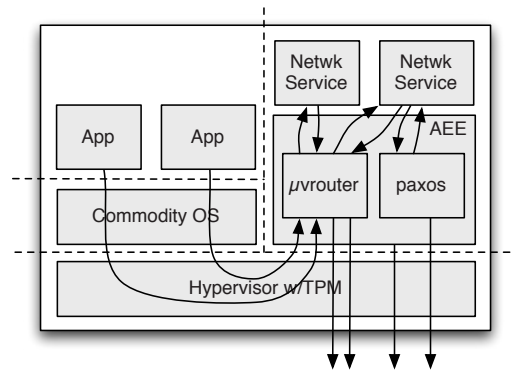 Netwk
Service
Netwk
Service
AEE
App
App
μvrouter
paxos
Commodity OS
Hypervisor w/TPM